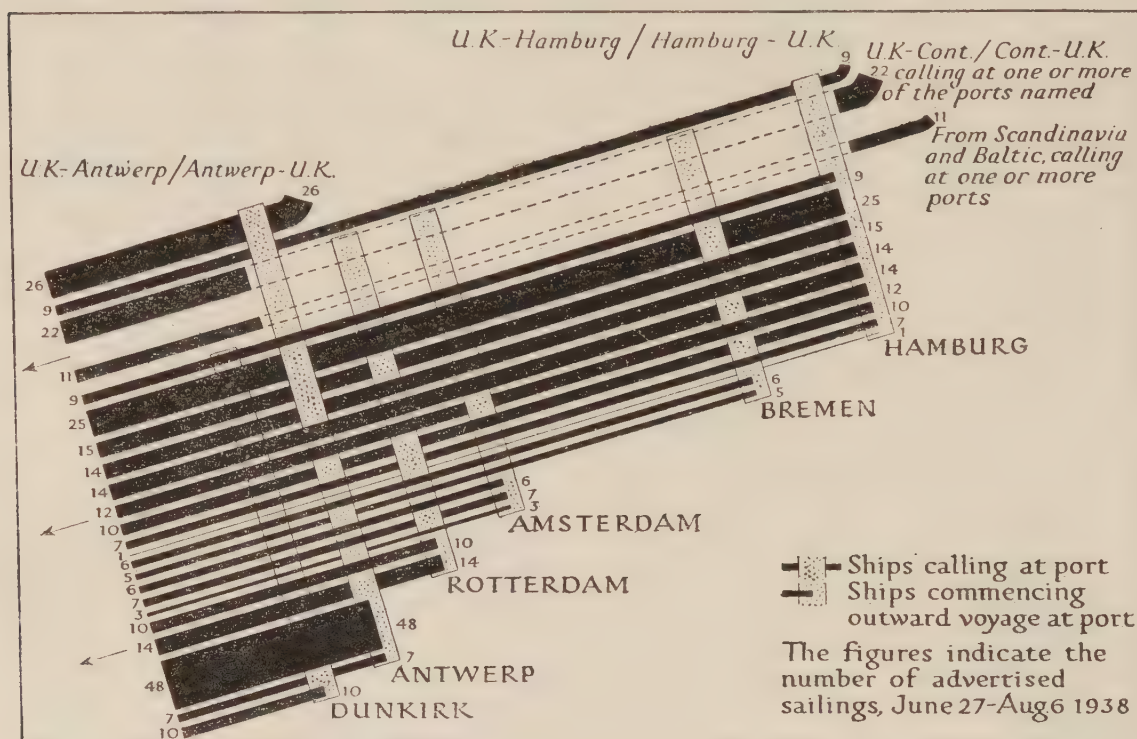 U.K-Hamburg / Hamburg - U.K.
9
U.K-Cont./Cont.-U.K.
22 calling at one or more
of the ports named
11
From Scandinavia
and Baltic, calling
at one or more
ports
U.K-Antwerp/Antwerp-U.K.
26
26
9
22
11
9
25
15
14
14
12
10
7
1
6
5
6
7
3
10
14
48
7
10
9
25
15
14
14
12
10
7
HAMBURG
6
5
BREMEN
6
7
3
AMSTERDAM
10
14
ROTTERDAM
48
7
ANTWERP
10
DUNKIRK
Ships calling at port
Ships commencing
outward voyage at port
The figures indicate the
number of advertised
sailings, June 27-Aug 6 1938